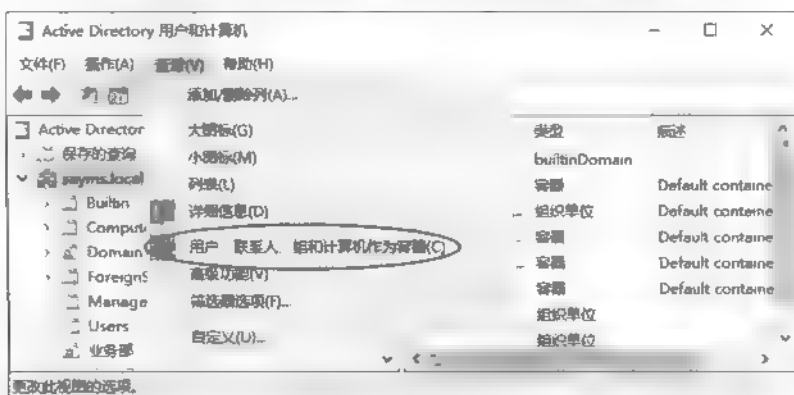 Active Directory 用户和计算机
文件(F) 操作(A) 查看(V) 帮助(H)
添加/删除列(A)...
Active Director 大图标(G) 类型 描述
保存的查询 小图标(M) builtinDomain
sayms.local 列表(L) 容器 Default containe
Builtin 详细信息(D) 组织单位 Default containe
Compute 用户、联系人、组和计算机作为容器(C) 容器 Default containe
Domain 容器 Default containe
ForeignS 高级功能(V) 容器 Default containe
Manage 筛选器选项(F)... 组织单位
Users 组织单位
业务部 自定义(U)...
更改此视图的选项。